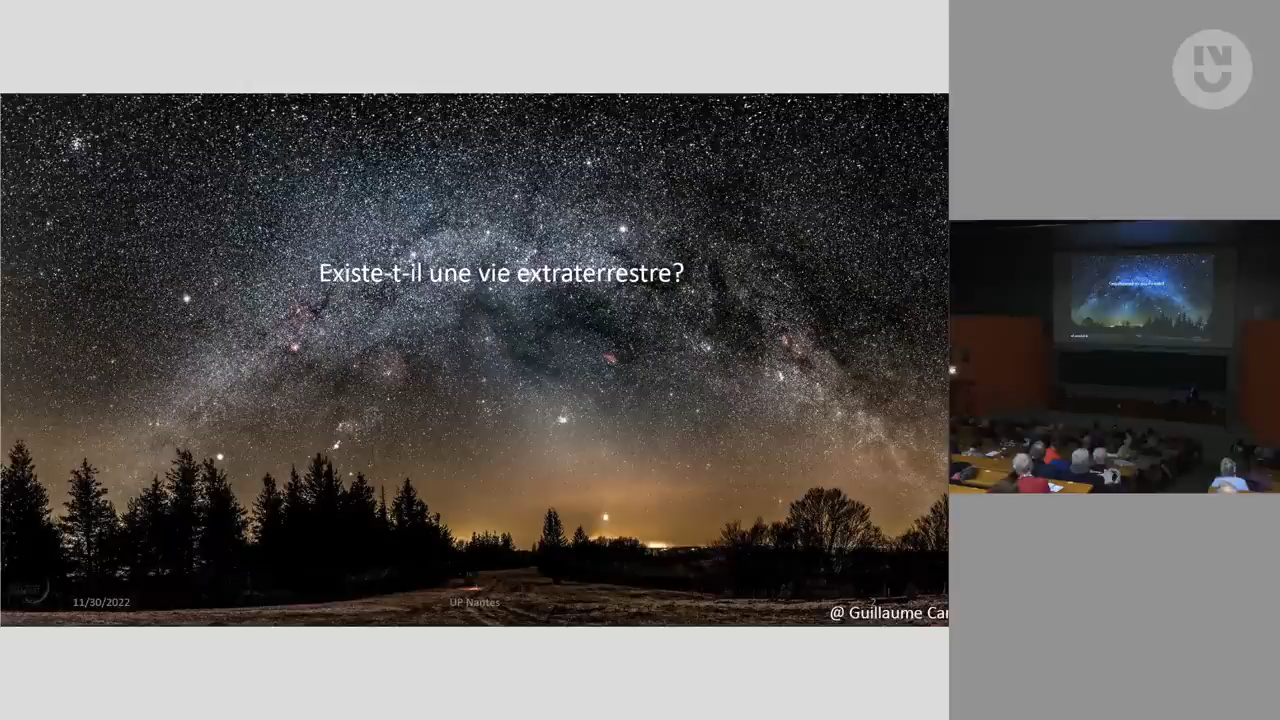 Existe-t-il une vie extraterrestre?
11/30/2022
UP Nantes
@ Guillaume Ca